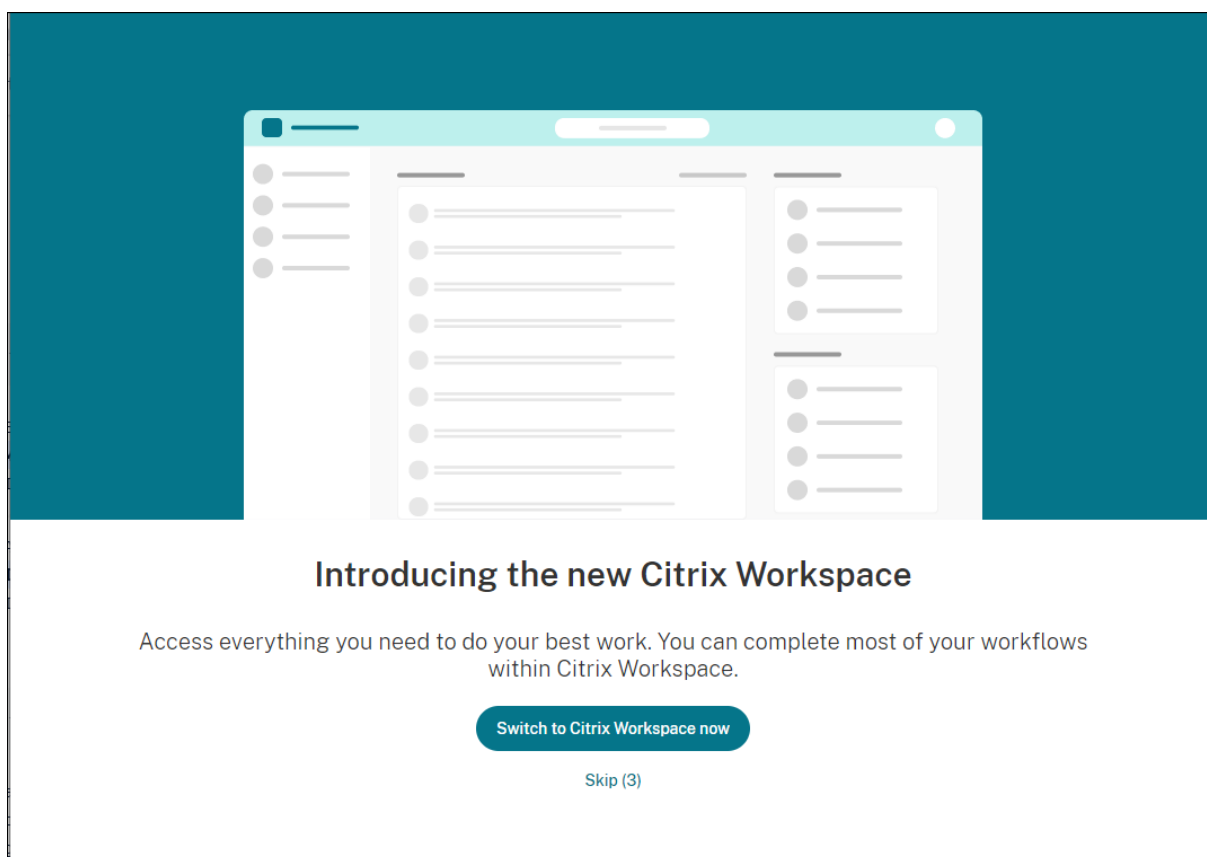 Introducing the new Citrix Workspace
Access everything you need to do your best work. You can complete most of your workflows
within Citrix Workspace.
Switch to Citrix Workspace now
Skip (3)